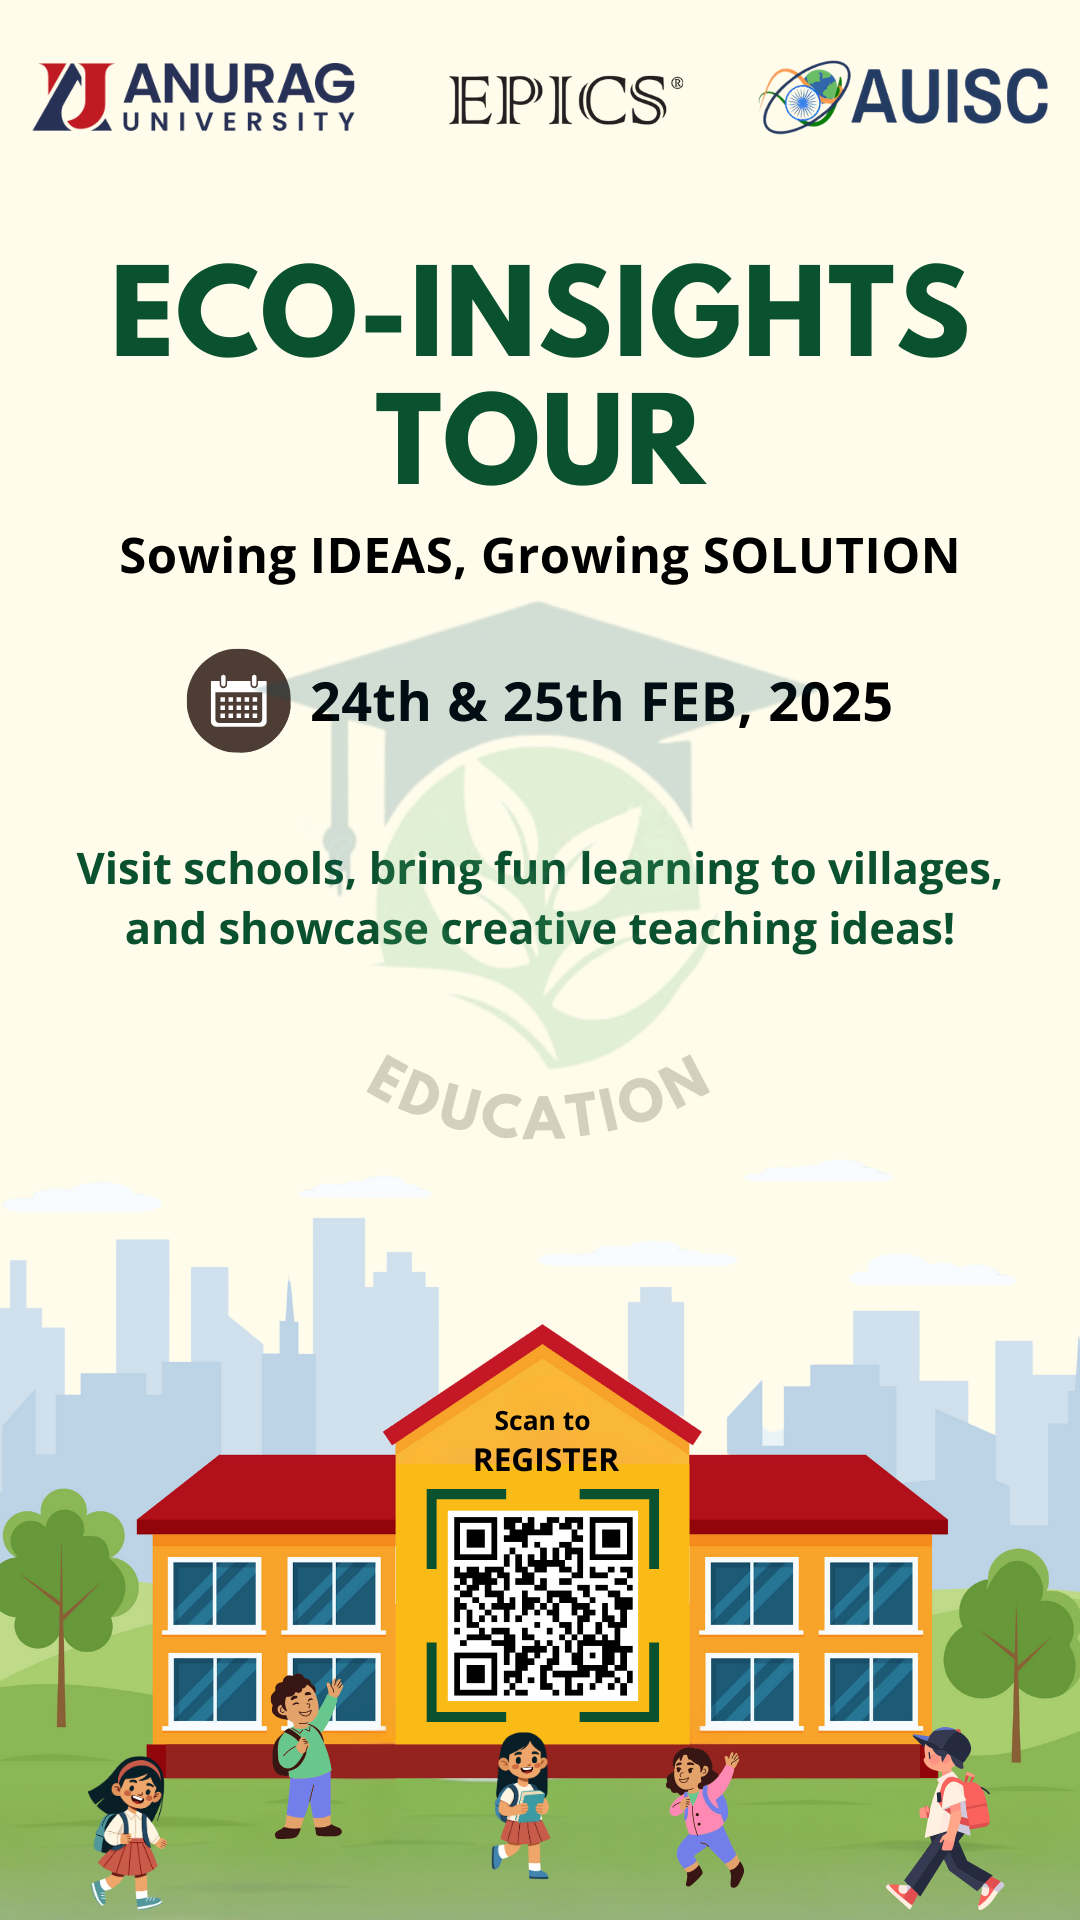 ANURAG
UNIVERSITY
EPICS®
AUISC
ECO-INSIGHTS
TOUR
Sowing IDEAS, Growing SOLUTION
24th & 25th FEB, 2025
Visit schools, bring fun learning to villages,
and showcase creative teaching ideas!
EDUCATION
Scan to
REGISTER